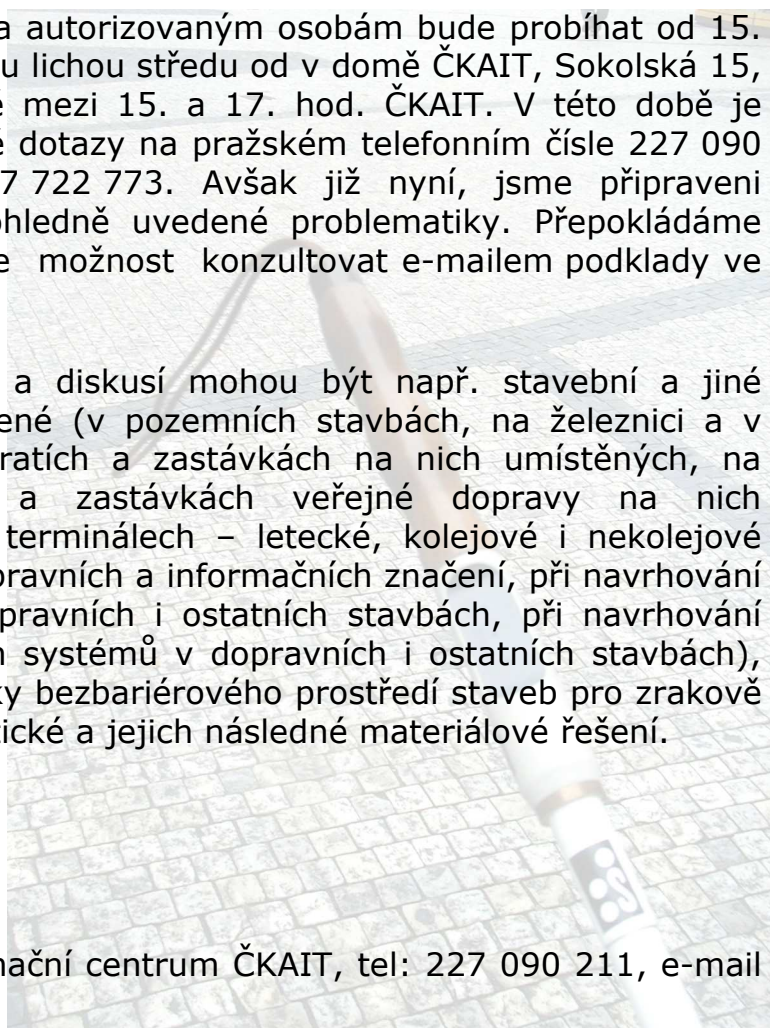 a autorizovaným osobám bude probíhat od 15.
u lichou středu od v domě ČKAIT, Sokolská 15,
mezi 15. a 17. hod. ČKAIT. V této době je
dotazy na pražském telefonním čísle 227 090
7 722 773. Avšak již nyní, jsme připraveni
ohledně uvedené problematiky. Přepokládáme
e možnost konzultovat e-mailem podklady ve
a diskusí mohou být např. stavební a jiné
ené (v pozemních stavbách, na železnici a v
ratích a zastávkách na nich umístěných, na
a zastávkách veřejné dopravy na nich
terminálech – letecké, kolejové i nekolejové
pravních a informačních značení, při navrhování
pravních i ostatních stavbách, při navrhování
systémů v dopravních i ostatních stavbách),
ky bezbariérového prostředí staveb pro zrakově
tické a jejich následné materiálové řešení.
mační centrum ČKAIT, tel: 227 090 211, e-mail